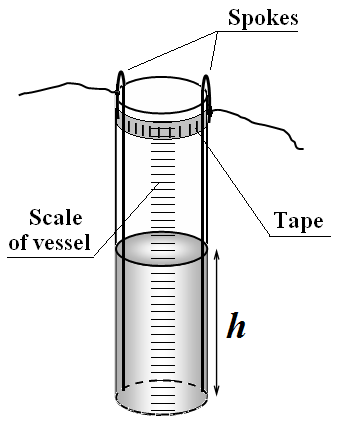 Spokes
Scale
of vessel
Tape
h